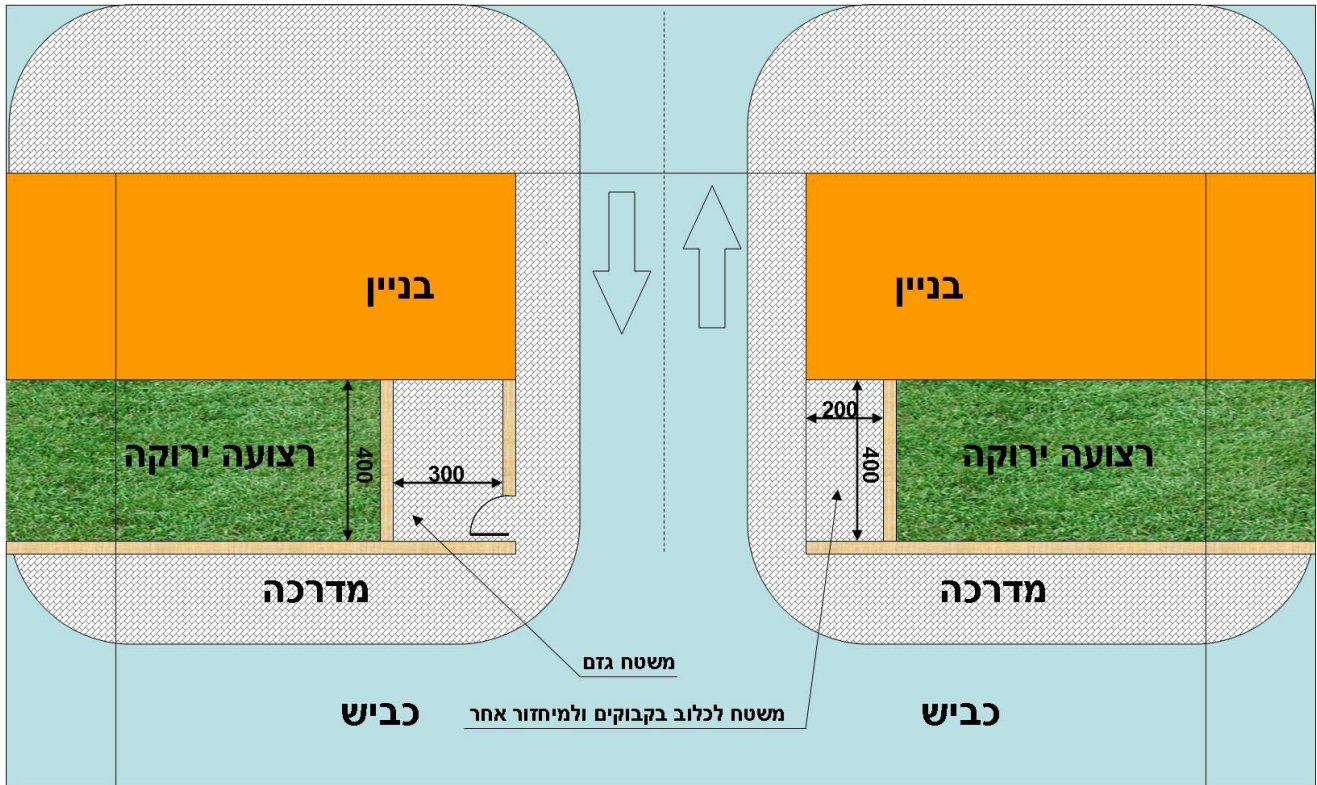 בניין
בניין
200
400
רצועה ירוקה
300
400
רצועה ירוקה
מדרכה
מדרכה
משטח גזם
משטח לכלוב בקבוקים ולמיחזור אחר
כביש
כביש